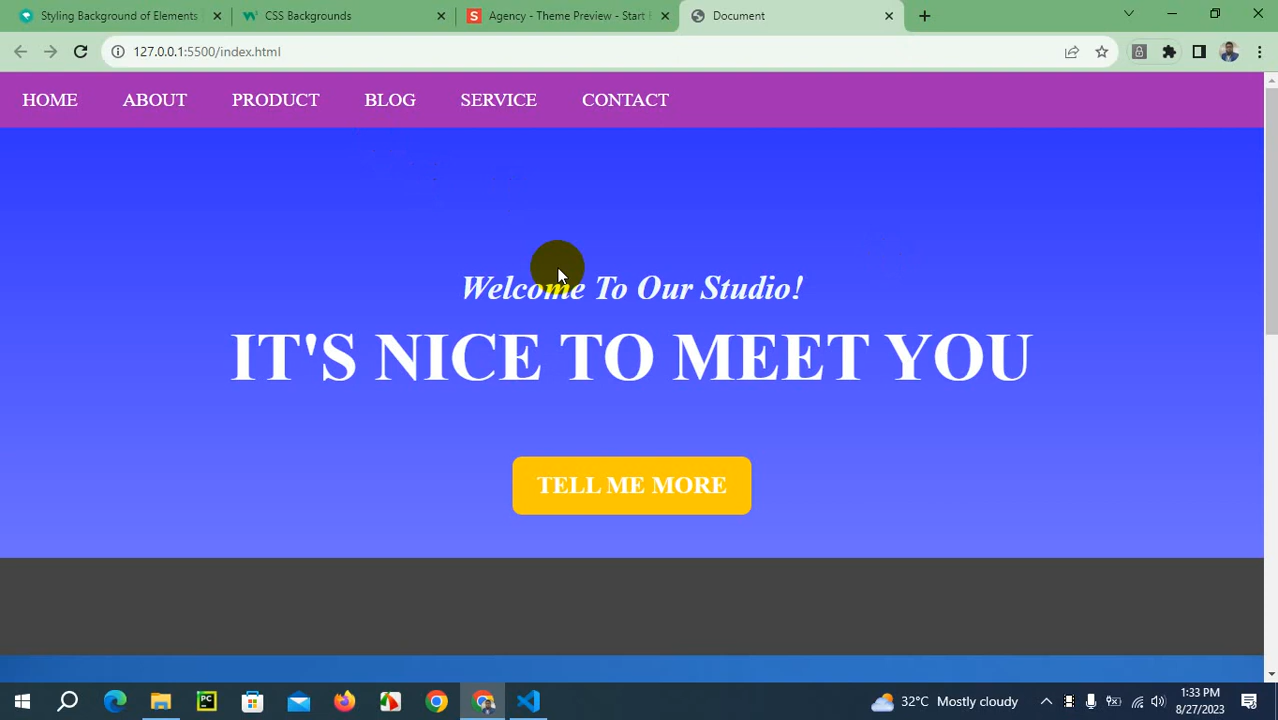 Styling Background of Elements
CSS Backgrounds
Agency - Theme Preview - Start
Document
127.0.0.1:5500/index.html
HOME
ABOUT
PRODUCT
BLOG
SERVICE
CONTACT
Welcome To Our Studio!
IT'S NICE TO MEET YOU
TELL ME MORE
PC
32°C Mostly cloudy
1:33 PM
8/27/2023